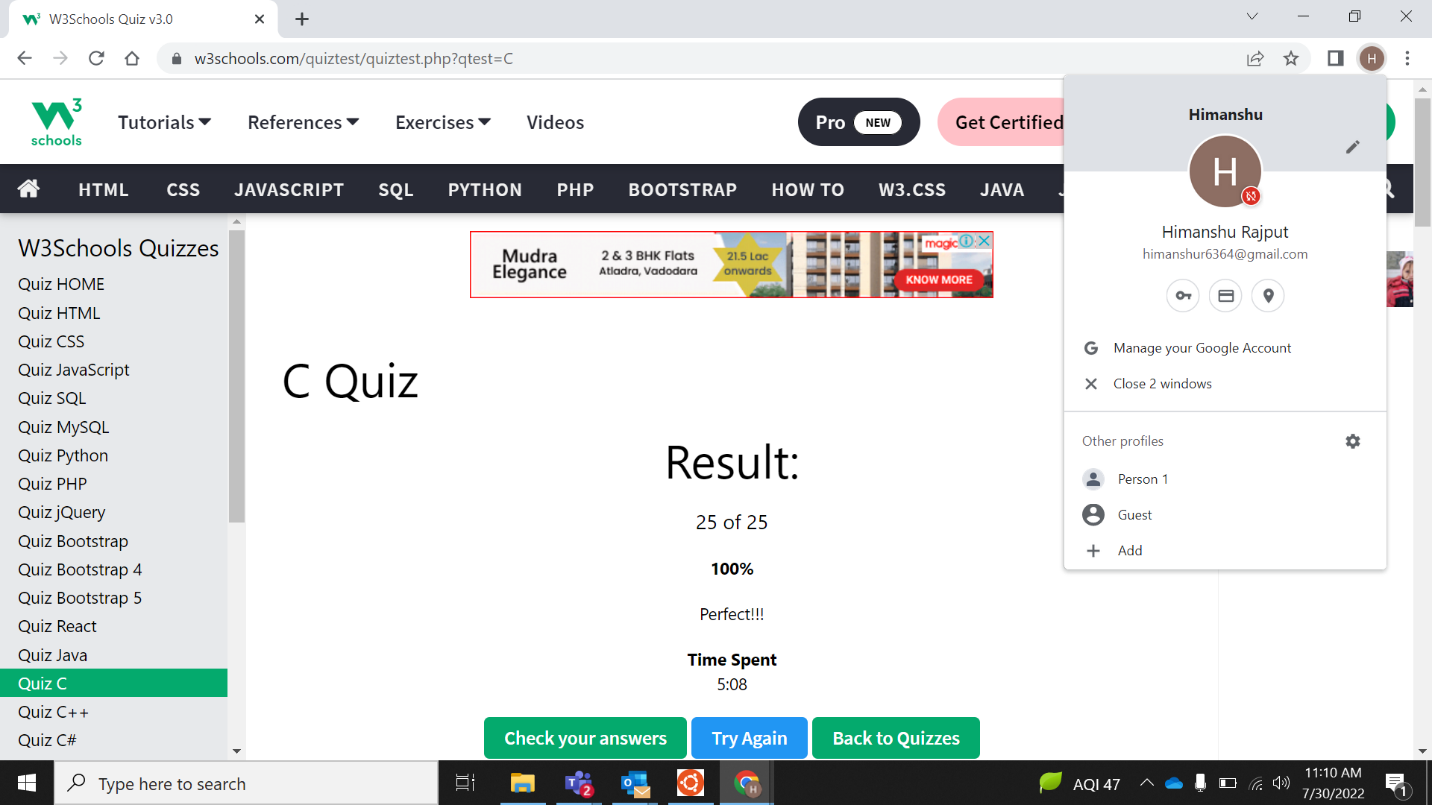 W3Schools Quiz v3.0
w3schools.com/quiztest/quiztest.php?qtest=C
H
W3
schools
Tutorials
References
Exercises
Videos
Pro NEW
Get Certified
HTML
CSS
JAVASCRIPT
SQL
PYTHON
PHP
BOOTSTRAP
HOW TO
W3.CSS
JAVA
W3Schools Quizzes
Quiz HOME
Quiz HTML
Quiz CSS
Quiz JavaScript
Quiz SQL
Quiz MySQL
Quiz Python
Quiz PHP
Quiz jQuery
Quiz Bootstrap
Quiz Bootstrap 4
Quiz Bootstrap 5
Quiz React
Quiz Java
Quiz C
Quiz C++
Quiz C#
Mudra
Elegance
2 & 3 BHK Flats
Atladra, Vadodara
21.5 Lac
onwards
magic
KNOW MORE
C Quiz
Result:
25 of 25
100%
Perfect!!!
Time Spent
5:08
Check your answers
Try Again
Back to Quizzes
Himanshu
H
Himanshu Rajput
himanshur6364@gmail.com
Manage your Google Account
Close 2 windows
Other profiles
Person 1
Guest
Add
Type here to search
2
H
AQI 47
11:10 AM
7/30/2022
1